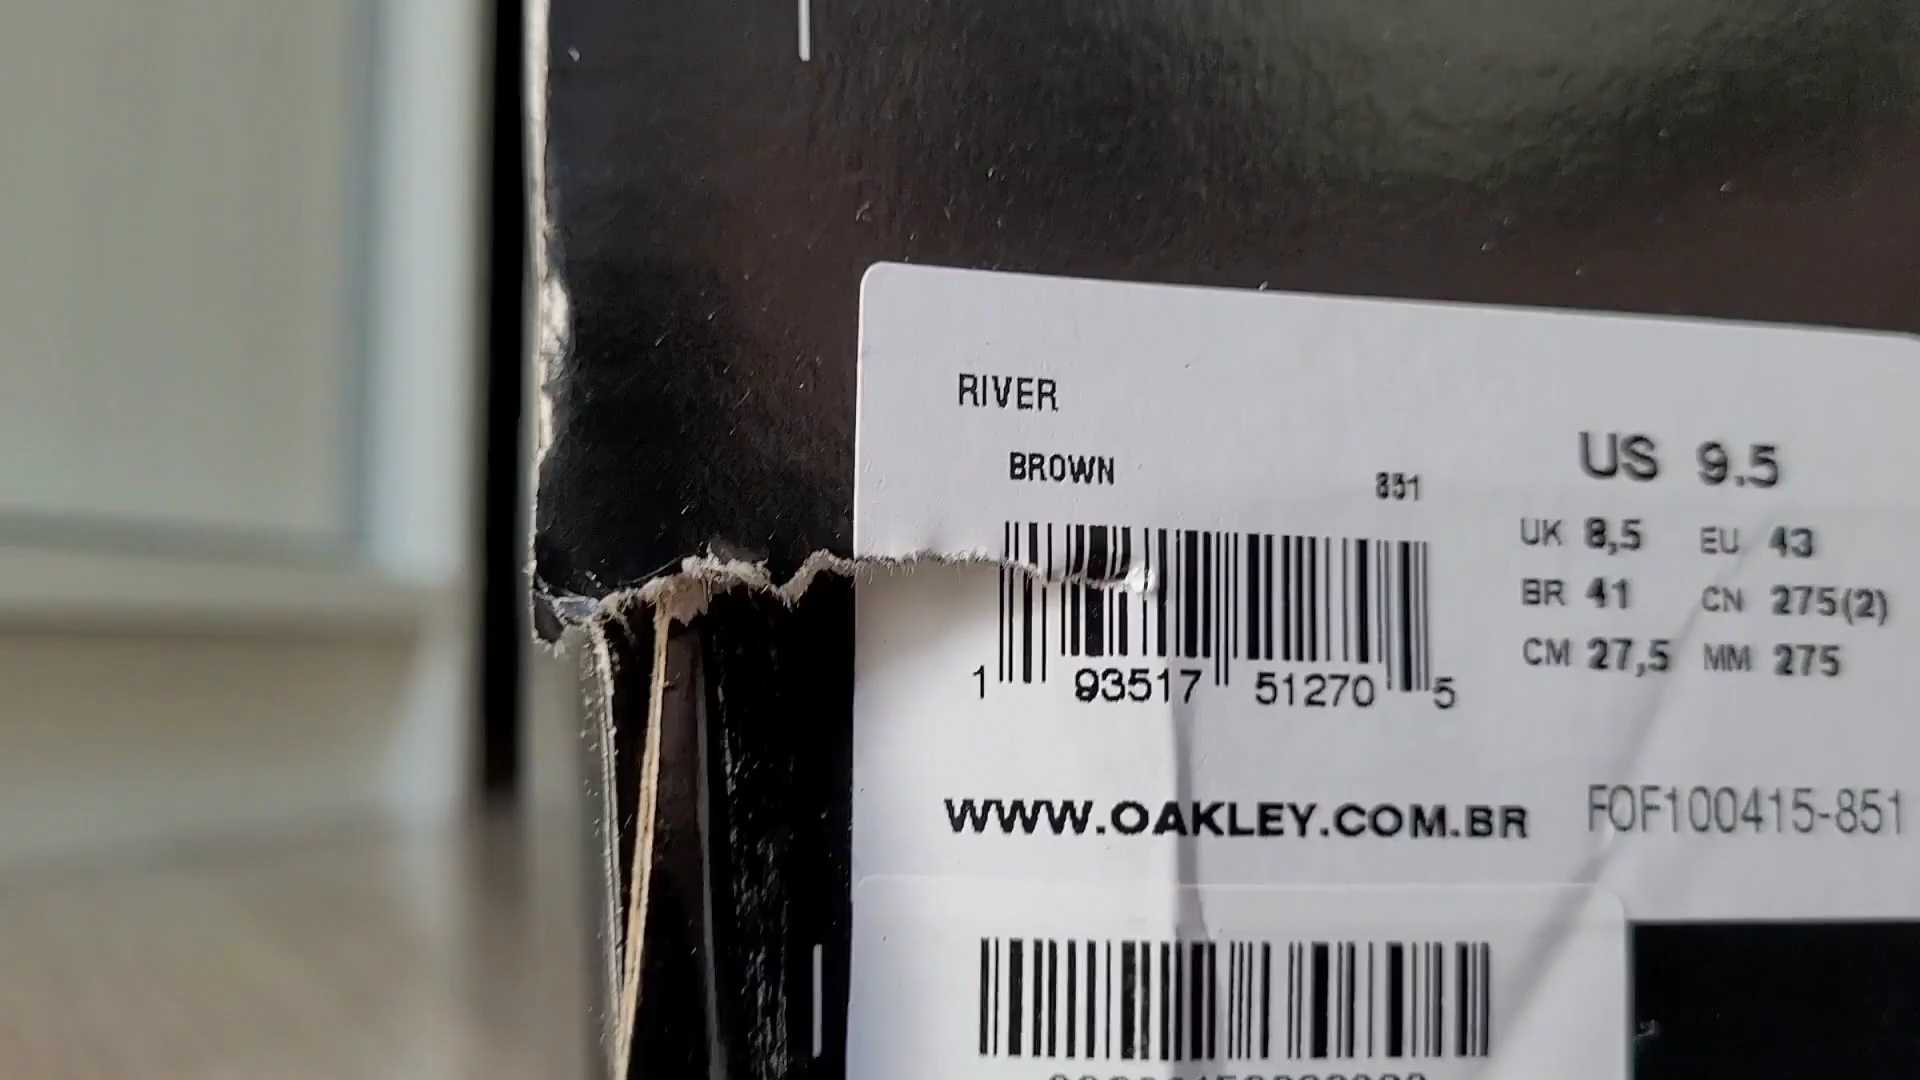 RIVER
BROWN 851
US 9.5
UK 8,5 EU 43
BR 41 CN 275(2)
CM 27,5 MM 275
1 93517 51270 5
WWW.OAKLEY.COM.BR FOF100415-851